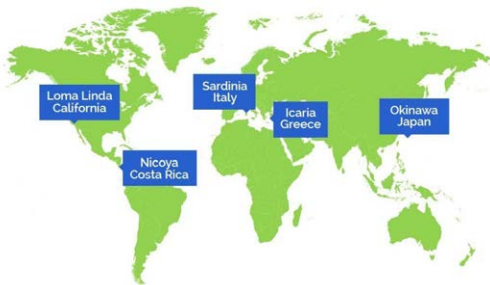 Loma Linda
California
Sardinia
Italy
Icaria
Greece
Okinawa
Japan
Nicoya
Costa Rica